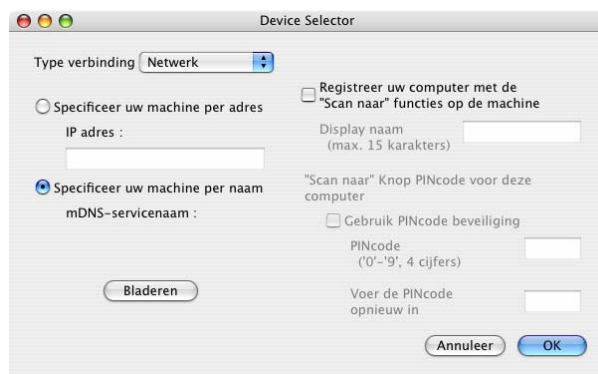 Device Selector
Type verbinding Netwerk
Specificeer uw machine per adres
IP adres :
Specificeer uw machine per naam
mDNS-servicenaam :
Bladeren
Registreer uw computer met de
"Scan naar" functies op de machine
Display naam
(max. 15 karakters)
"Scan naar" Knop PINcode voor deze
computer
Gebruik PINcode beveiliging
PINcode
('0'-'9', 4 cijfers)
Voer de PINcode
opnieuw in
Annuleer OK